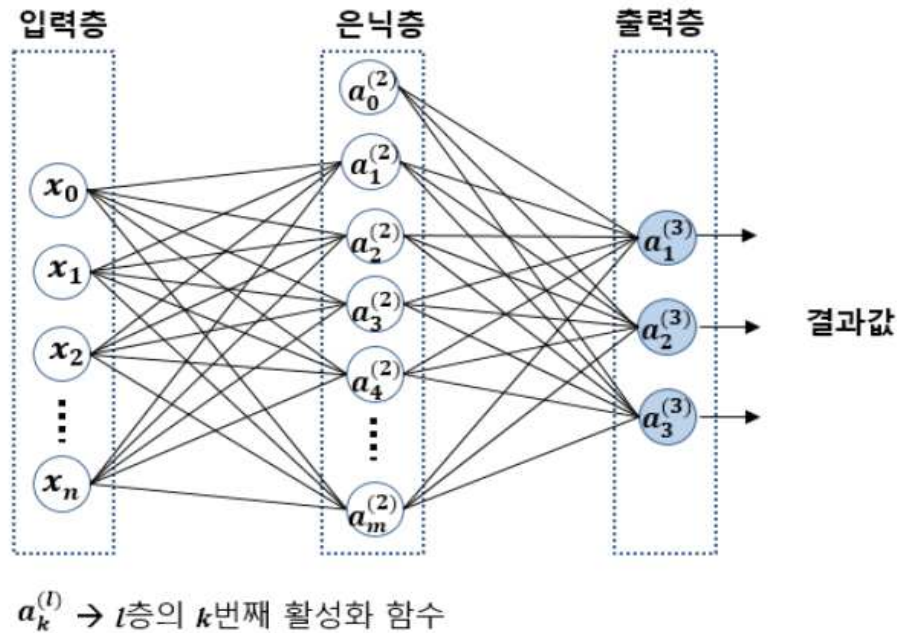 입력층 은닉층 출력층
a_0^{(2)}
x_0 a_1^{(2)}
a_2^{(2)} a_1^{(3)}
x_1 a_3^{(2)}
x_2 a_4^{(2)} a_2^{(3)} 결과값
a_3^{(3)}
x_n a_m^{(2)}
a_k^{(l)} → l층의 k번째 활성화 함수